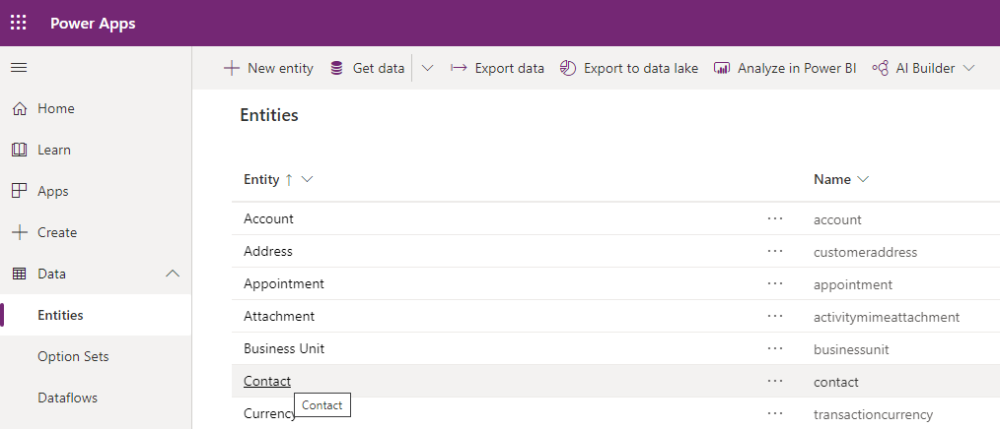 Power Apps
New entity Get data Export data Export to data lake Analyze in Power BI AI Builder
Home
Learn
Apps
Create
Data
Entities
Option Sets
Dataflows
Entities
Entity ↑ Name
Account account
Address customeraddress
Appointment appointment
Attachment activitymimeattachment
Business Unit businessunit
Contact contact
Contact
Currency transactioncurrency